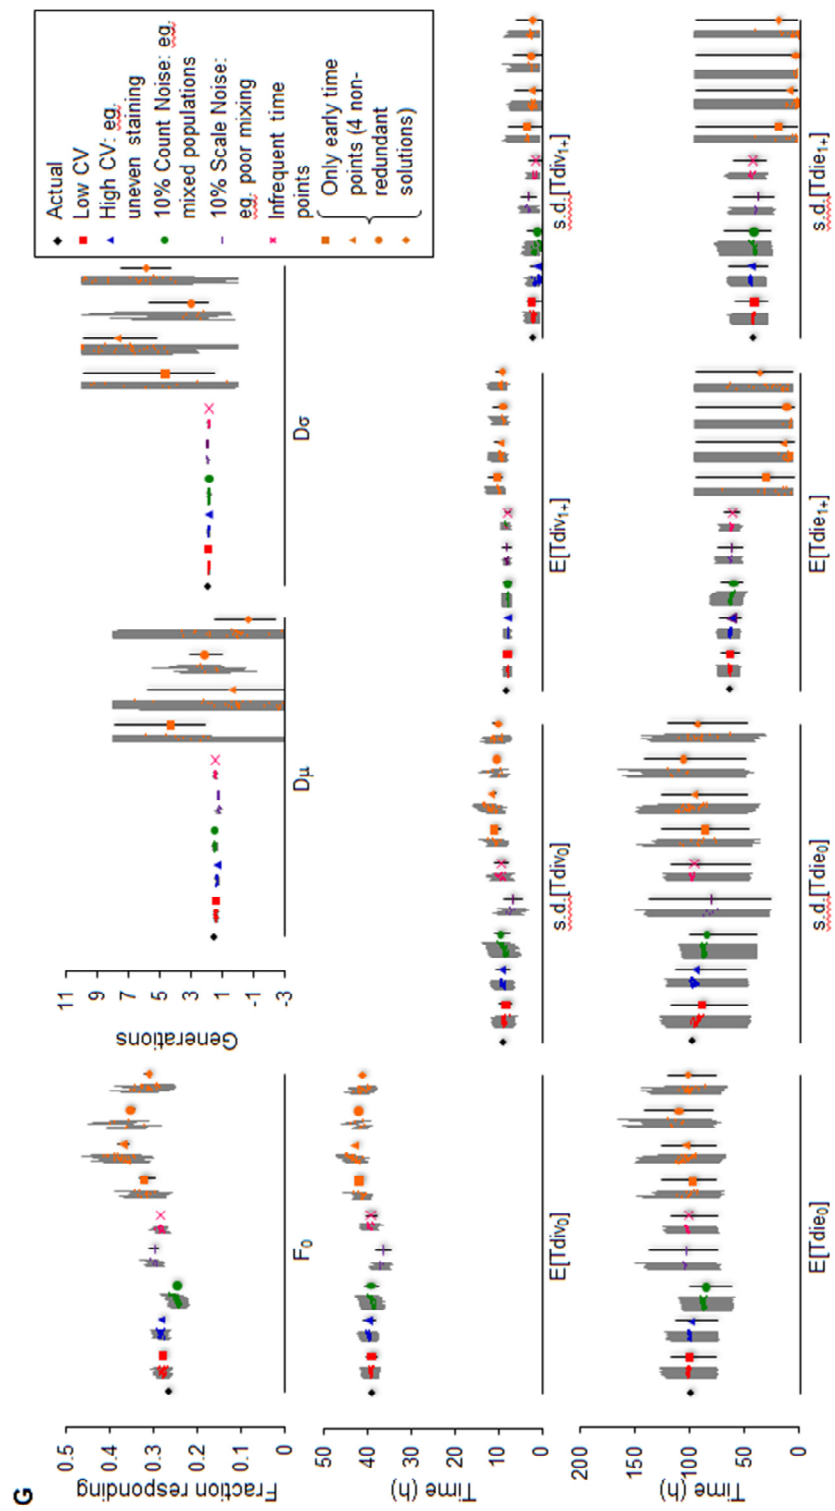 G
Fraction responding
0.5
0.4
0.3
0.2
0.1
0
F0
Generations
11
9
7
5
3
1
-1
-3
Dμ
Dσ
Actual
Low CV
High CV: eg.
uneven staining
10% Count Noise: eg.
mixed populations
10% Scale Noise:
eg. poor mixing
Infrequent time
points
Only early time
points (4 non-
redundant
solutions)
Time (h)
50
40
30
20
10
0
E[Tdiv0]
s.d.[Tdiv0]
E[Tdiv1+]
s.d.[Tdiv1+]
Time (h)
200
150
100
50
0
E[Tdie0]
s.d.[Tdie0]
E[Tdie1+]
s.d.[Tdie1+]